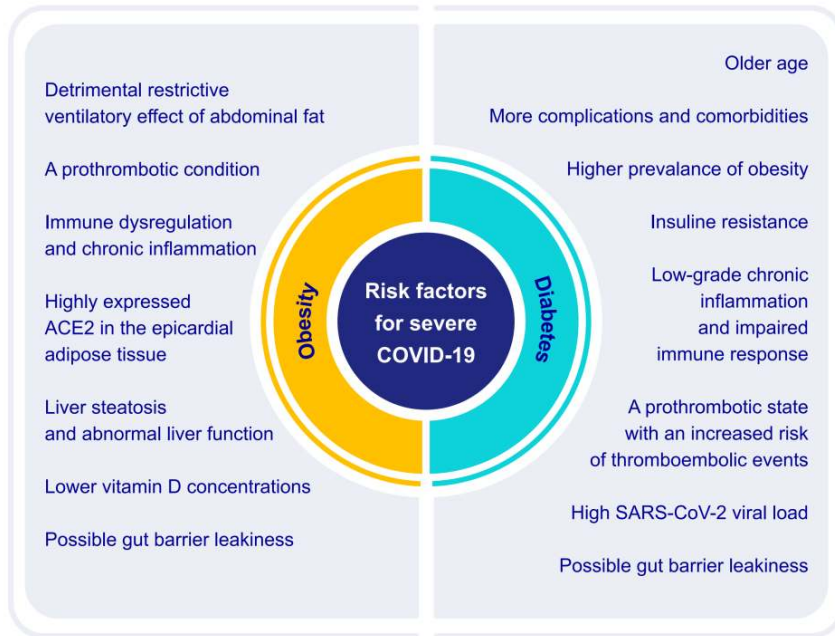 Detrimental restrictive
ventilatory effect of abdominal fat
A prothrombotic condition
Immune dysregulation
and chronic inflammation
Highly expressed
ACE2 in the epicardial
adipose tissue
Liver steatosis
and abnormal liver function
Lower vitamin D concentrations
Possible gut barrier leakiness
Obesity
Risk factors
for severe
COVID-19
Diabetes
Older age
More complications and comorbidities
Higher prevalance of obesity
Insuline resistance
Low-grade chronic
inflammation
and impaired
immune response
A prothrombotic state
with an increased risk
of thromboembolic events
High SARS-CoV-2 viral load
Possible gut barrier leakiness